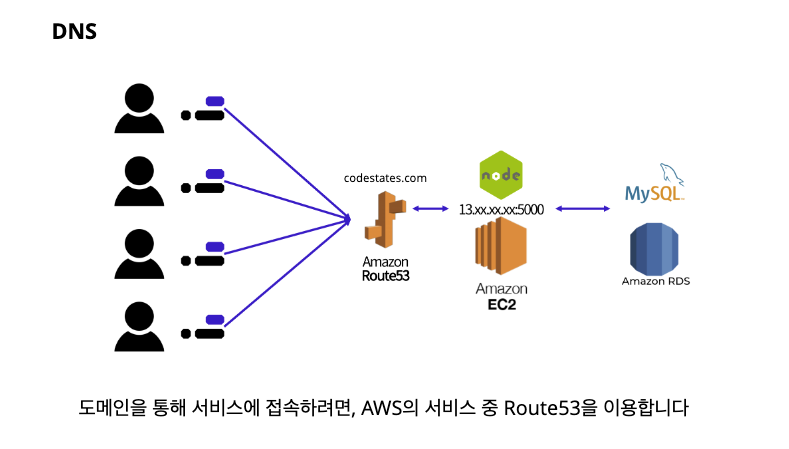 DNS
codestates.com
node
13.xx.xx.xx:5000
MySQL
Amazon
Route53
Amazon
EC2
Amazon RDS
도메인을 통해 서비스에 접속하려면, AWS의 서비스 중 Route53을 이용합니다